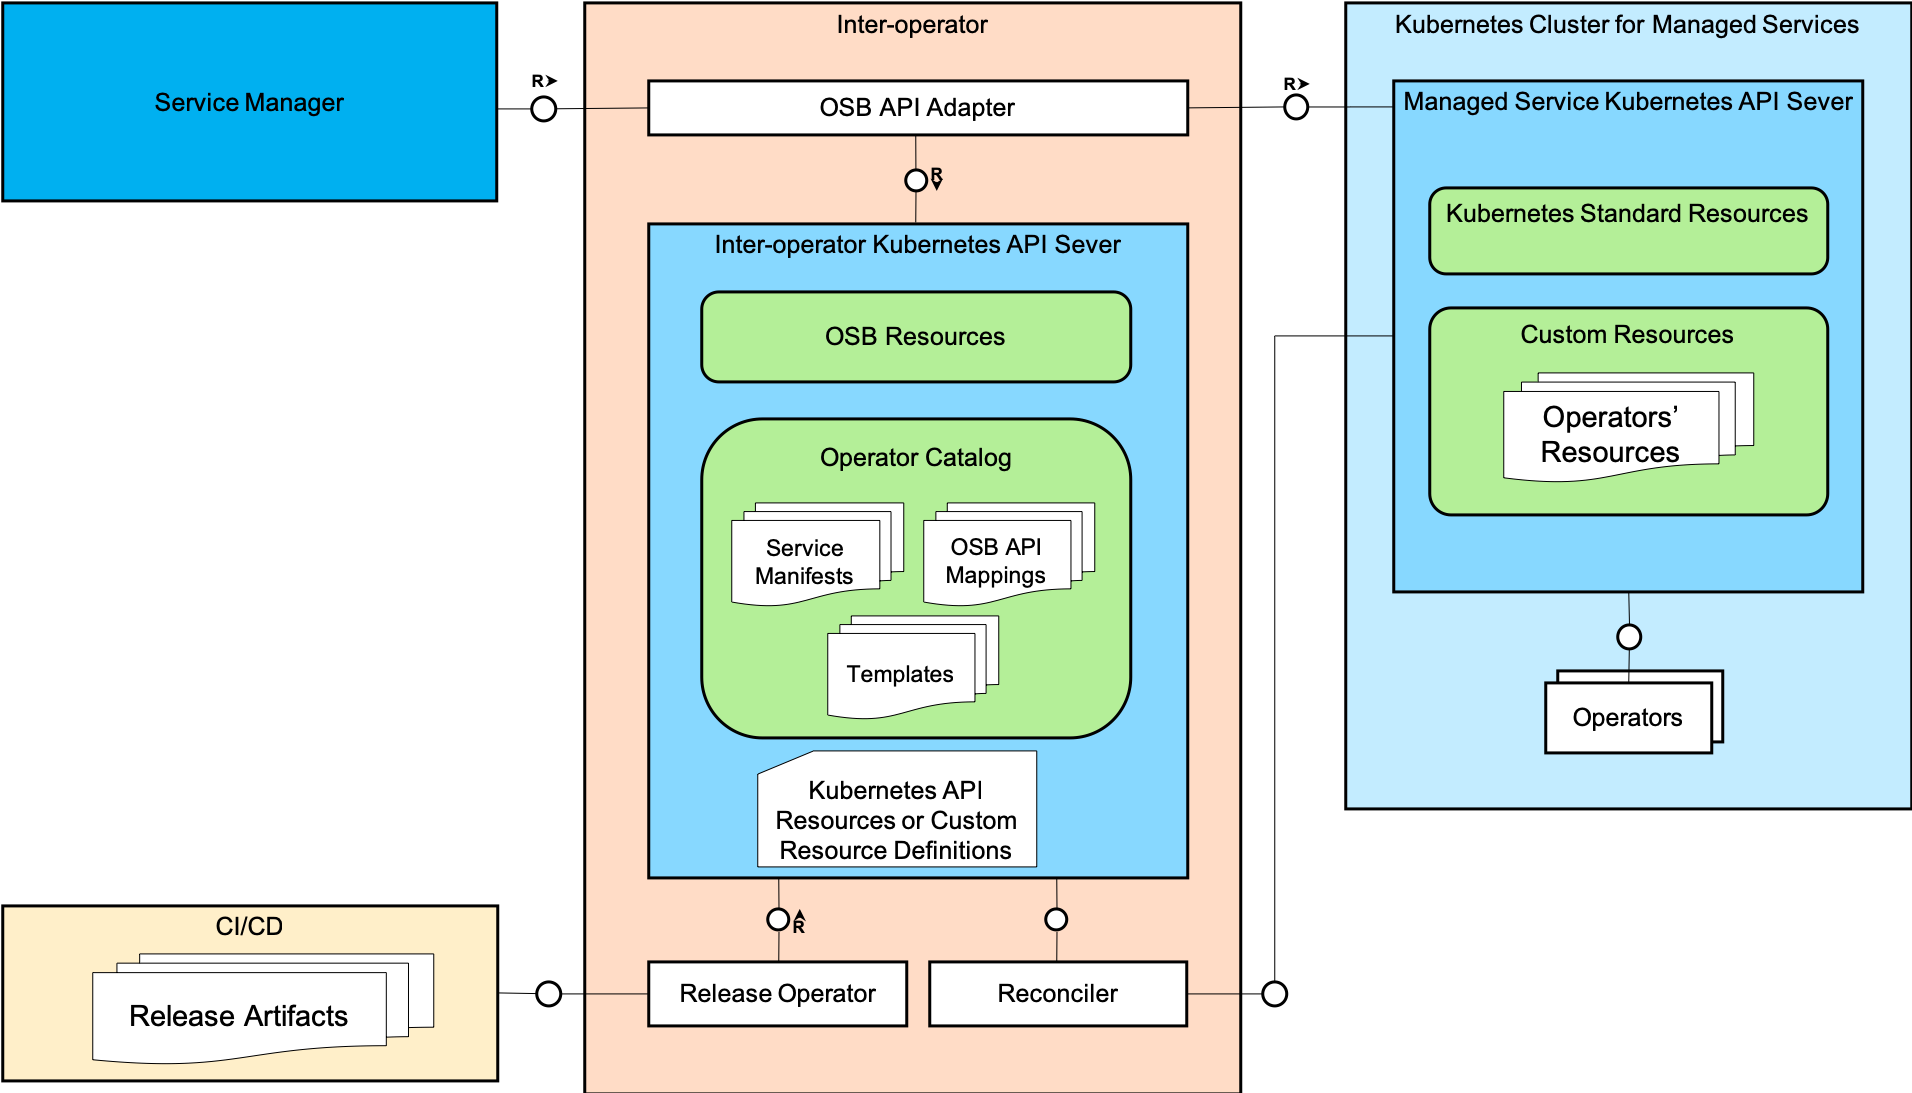 Service Manager
R
Inter-operator
OSB API Adapter
R
R
Inter-operator Kubernetes API Sever
OSB Resources
Operator Catalog
Service
Manifests
OSB API
Mappings
Templates
Kubernetes API
Resources or Custom
Resource Definitions
R
Release Operator
Reconciler
CI/CD
Release Artifacts
Kubernetes Cluster for Managed Services
Managed Service Kubernetes API Sever
Kubernetes Standard Resources
Custom Resources
Operators’
Resources
Operators